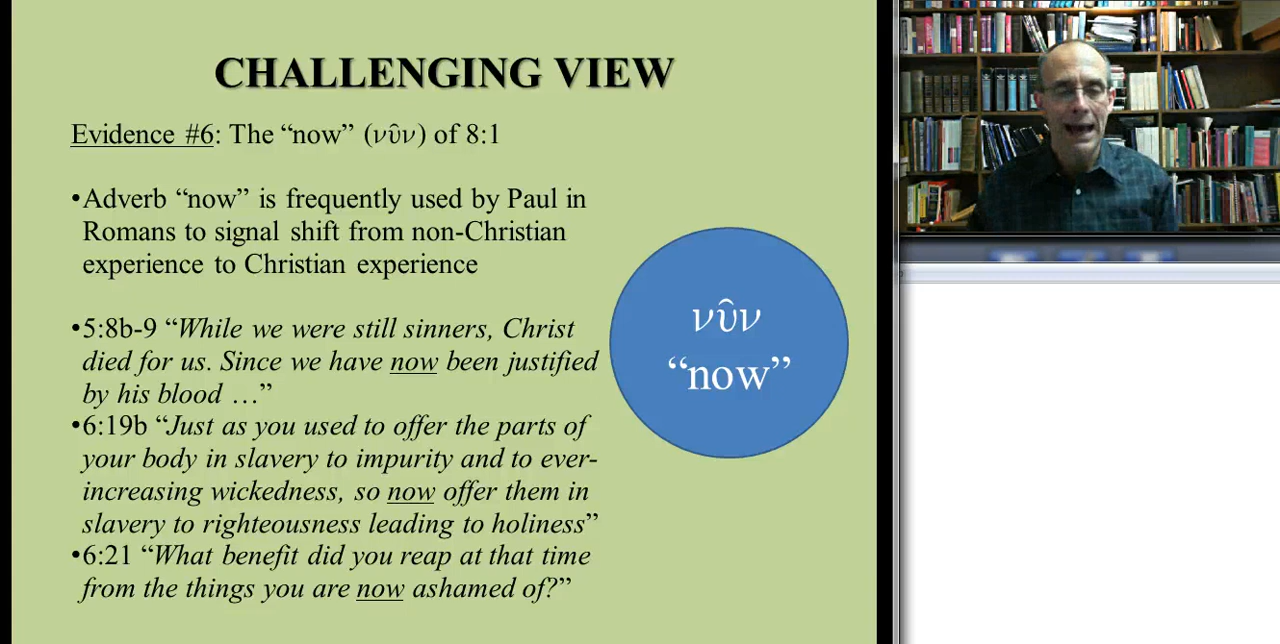 CHALLENGING VIEW
Evidence #6: The “now” (νῦν) of 8:1
•Adverb “now” is frequently used by Paul in
Romans to signal shift from non-Christian
experience to Christian experience
•5:8b-9 “While we were still sinners, Christ
died for us. Since we have now been justified
by his blood …”
•6:19b “Just as you used to offer the parts of
your body in slavery to impurity and to ever-
increasing wickedness, so now offer them in
slavery to righteousness leading to holiness”
•6:21 “What benefit did you reap at that time
from the things you are now ashamed of?”
νῦν
“now”